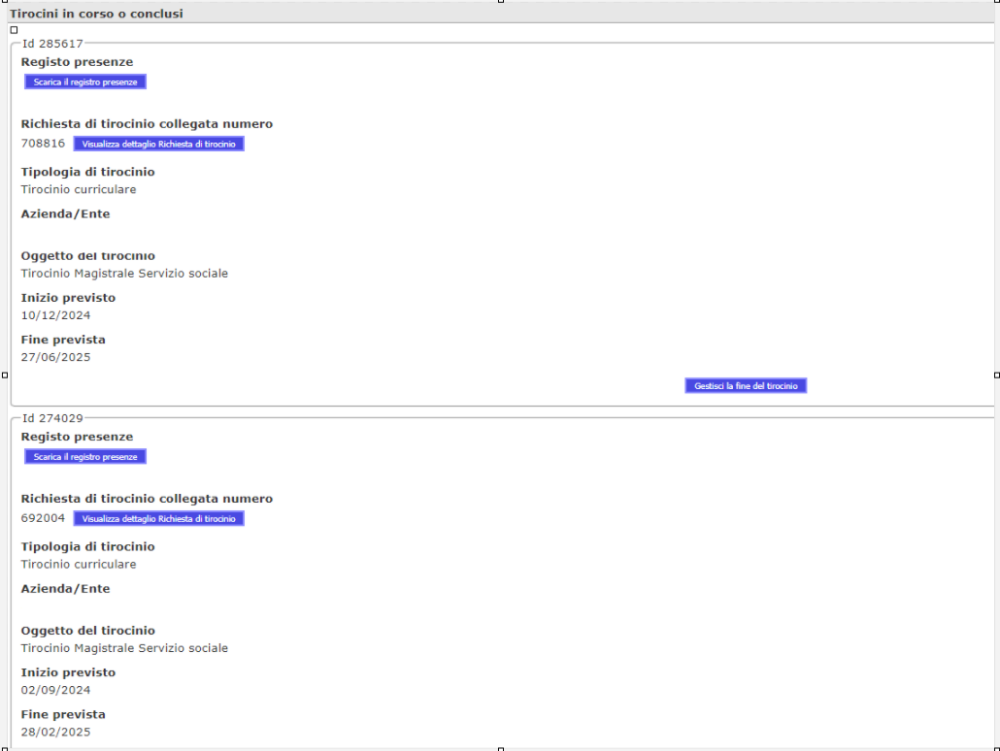 Tirocini in corso o conclusi
Id 285617
Registo presenze
Scarica il registro presenze
Richiesta di tirocinio collegata numero
708816 Visualizza dettaglio Richiesta di tirocinio
Tipologia di tirocinio
Tirocinio curriculare
Azienda/Ente
Oggetto del tirocinio
Tirocinio Magistrale Servizio sociale
Inizio previsto
10/12/2024
Fine prevista
27/06/2025
Gestisci la fine del tirocinio
Id 274029
Registo presenze
Scarica il registro presenze
Richiesta di tirocinio collegata numero
692004 Visualizza dettaglio Richiesta di tirocinio
Tipologia di tirocinio
Tirocinio curriculare
Azienda/Ente
Oggetto del tirocinio
Tirocinio Magistrale Servizio sociale
Inizio previsto
02/09/2024
Fine prevista
28/02/2025